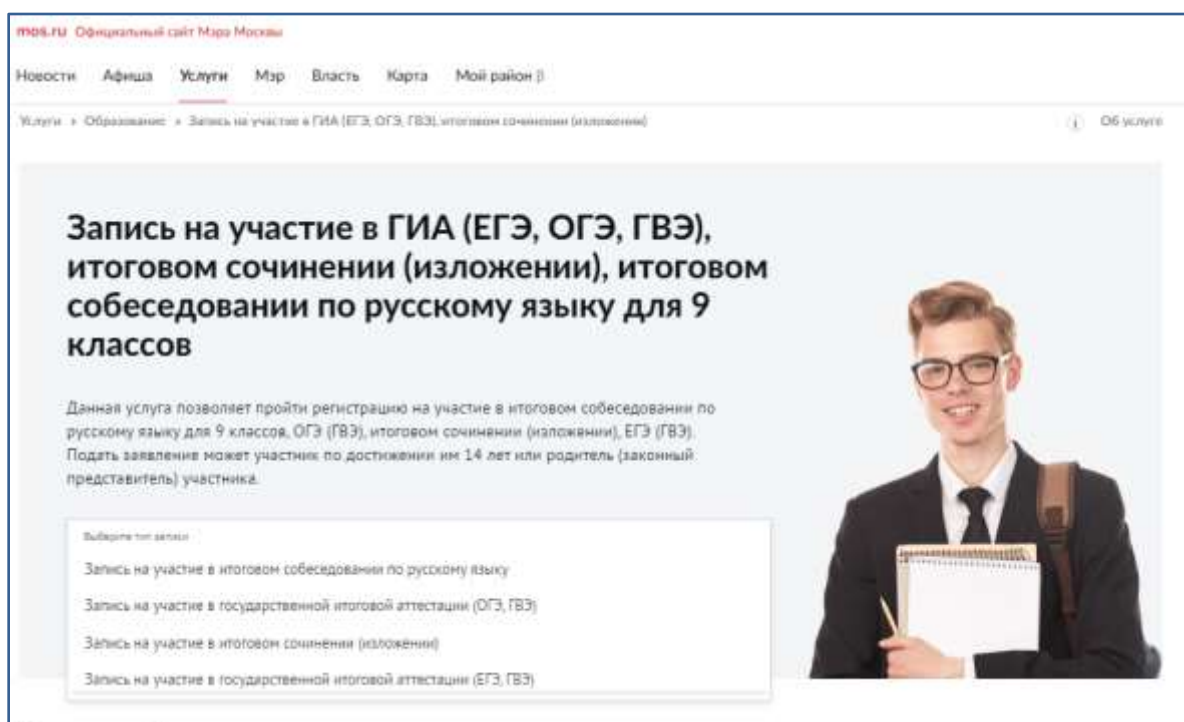 mos.ru Официальный сайт Мэра Москвы
Новости Афиша Услуги Мэр Власть Карта Мой район β
Услуги › Образование › Запись на участие в ГИА (ЕГЭ, ОГЭ, ГВЭ), итоговом сочинении (изложении) i Об услуге
Запись на участие в ГИА (ЕГЭ, ОГЭ, ГВЭ),
итоговом сочинении (изложении), итоговом
собеседовании по русскому языку для 9
классов
Данная услуга позволяет пройти регистрацию на участие в итоговом собеседовании по
русскому языку для 9 классов, ОГЭ (ГВЭ), итоговом сочинении (изложении), ЕГЭ (ГВЭ).
Подать заявление может участник по достижении им 14 лет или родитель (законный
представитель) участника.
Выберите тип записи
Запись на участие в итоговом собеседовании по русскому языку
Запись на участие в государственной итоговой аттестации (ОГЭ, ГВЭ)
Запись на участие в итоговом сочинении (изложении)
Запись на участие в государственной итоговой аттестации (ЕГЭ, ГВЭ)